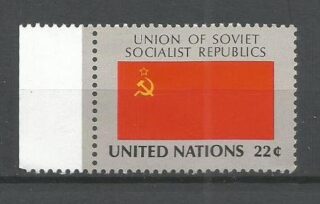 UNION OF SOVIET
SOCIALIST REPUBLICS
UNITED NATIONS 22¢